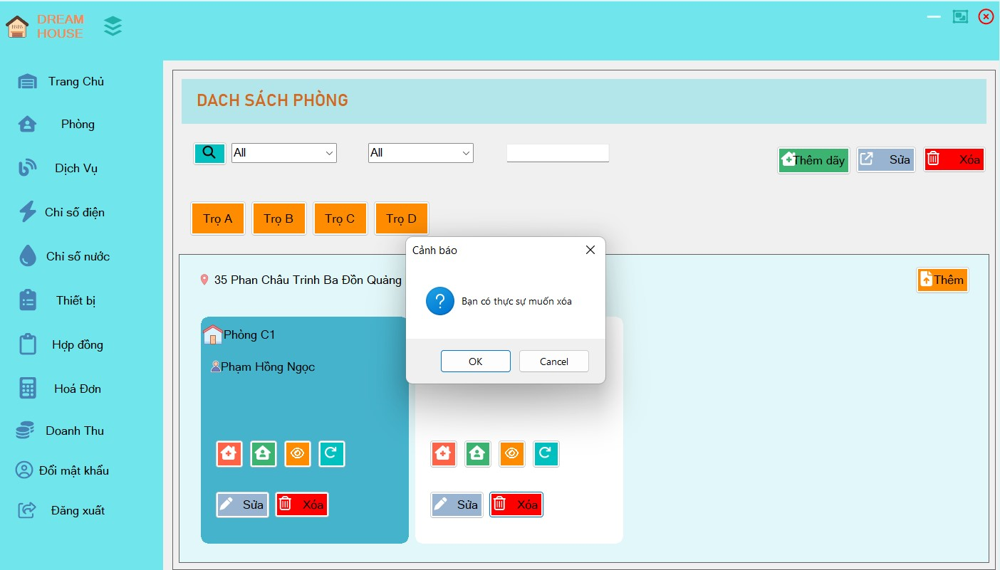 DREAM
HOUSE
Trang Chủ
Phòng
Dịch Vụ
Chỉ số điện
Chỉ số nước
Thiết bị
Hợp đồng
Hoá Đơn
Doanh Thu
Đổi mật khẩu
Đăng xuất
DACH SÁCH PHÒNG
All
All
Thêm dãy
Sửa
Xóa
Trọ A
Trọ B
Trọ C
Trọ D
35 Phan Châu Trinh Ba Đồn Quảng
Thêm
Phòng C1
Phạm Hồng Ngọc
Sửa
Xóa
Sửa
Xóa
Cảnh báo
Bạn có thực sự muốn xóa
OK
Cancel